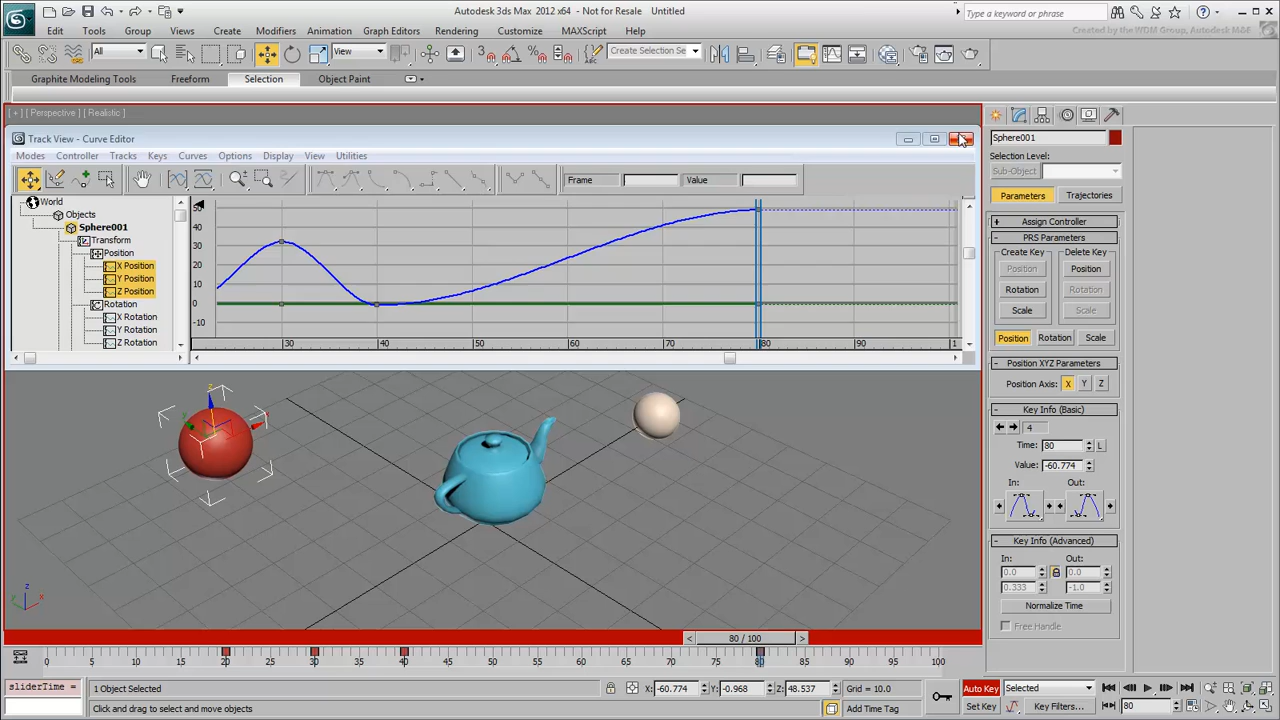 Autodesk 3ds Max 2012 x64 - Not for Resale Untitled
Type a keyword or phrase
Created by the WDM Group, Autodesk M&E
Edit Tools Group Views Create Modifiers Animation Graph Editors Rendering Customize MAXScript Help
All View Create Selection Se
Graphite Modeling Tools Freeform Selection Object Paint
[ + ] [ Perspective ] [ Realistic ]
Track View - Curve Editor
Modes Controller Tracks Keys Curves Options Display View Utilities
Frame Value
World
Objects
Sphere001
Transform
Position
X Position
Y Position
Z Position
Rotation
X Rotation
Y Rotation
Z Rotation
50
40
30
20
10
0
-10
30 40 50 60 70 80 90 1
Sphere001
Selection Level:
Sub-Object
Parameters Trajectories
+ Assign Controller
- PRS Parameters
Create Key Delete Key
Position Position
Rotation Rotation
Scale Scale
Position Rotation Scale
- Position XYZ Parameters
Position Axis: X Y Z
- Key Info (Basic)
4
Time: 80 L
Value: -60.774
In: Out:
- Key Info (Advanced)
In: Out:
0.0 0.0
0.333 -1.0
Normalize Time
Free Handle
z
x
y
z
x
y
< 80 / 100 >
0 5 10 15 20 25 30 35 40 45 50 55 60 65 70 75 80 85 90 95 100
sliderTime =
1 Object Selected
X: -60.774 Y: -0.968 Z: 48.537 Grid = 10.0
Auto Key Selected
Click and drag to select and move objects
Add Time Tag
Set Key Key Filters... 80